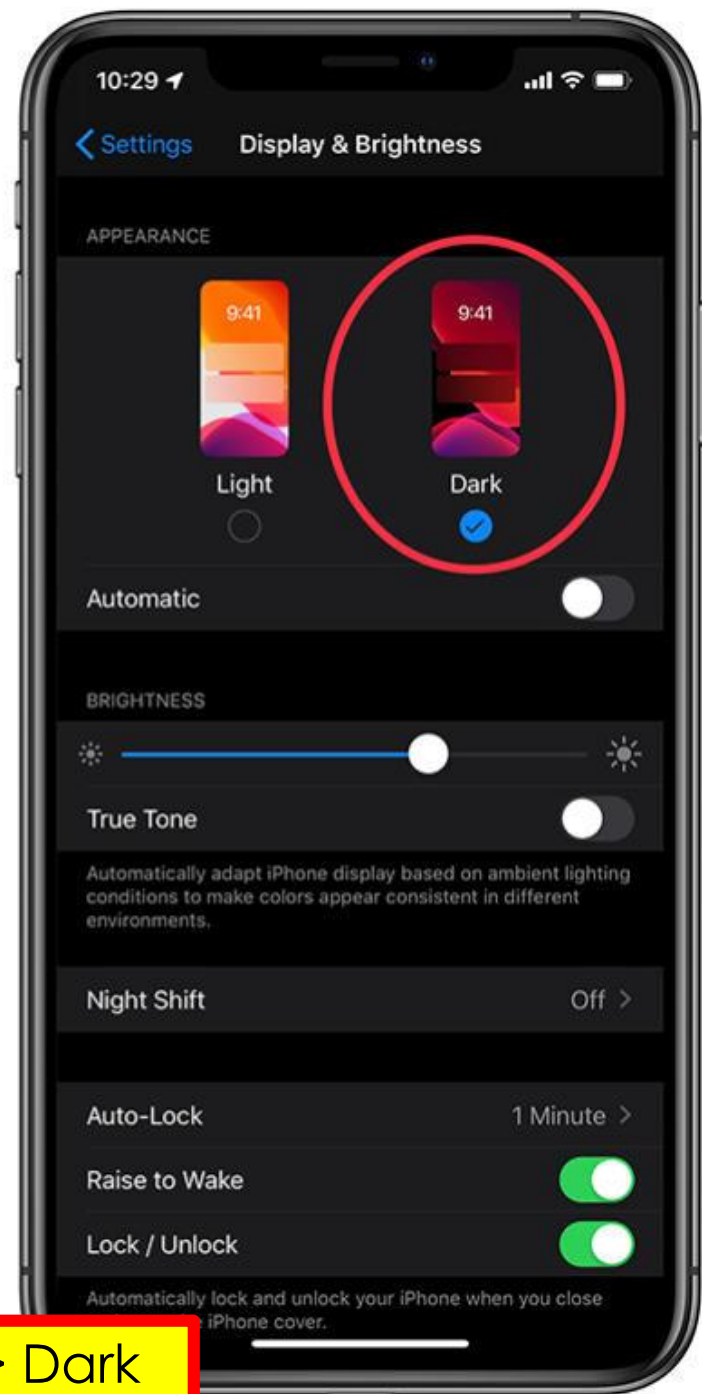 10:29
Settings Display & Brightness
APPEARANCE
9:41 9:41
Light Dark
Automatic
BRIGHTNESS
True Tone
Automatically adapt iPhone display based on ambient lighting
conditions to make colors appear consistent in different
environments.
Night Shift Off >
Auto-Lock 1 Minute >
Raise to Wake
Lock / Unlock
Automatically lock and unlock your iPhone when you close
iPhone cover.
> Dark